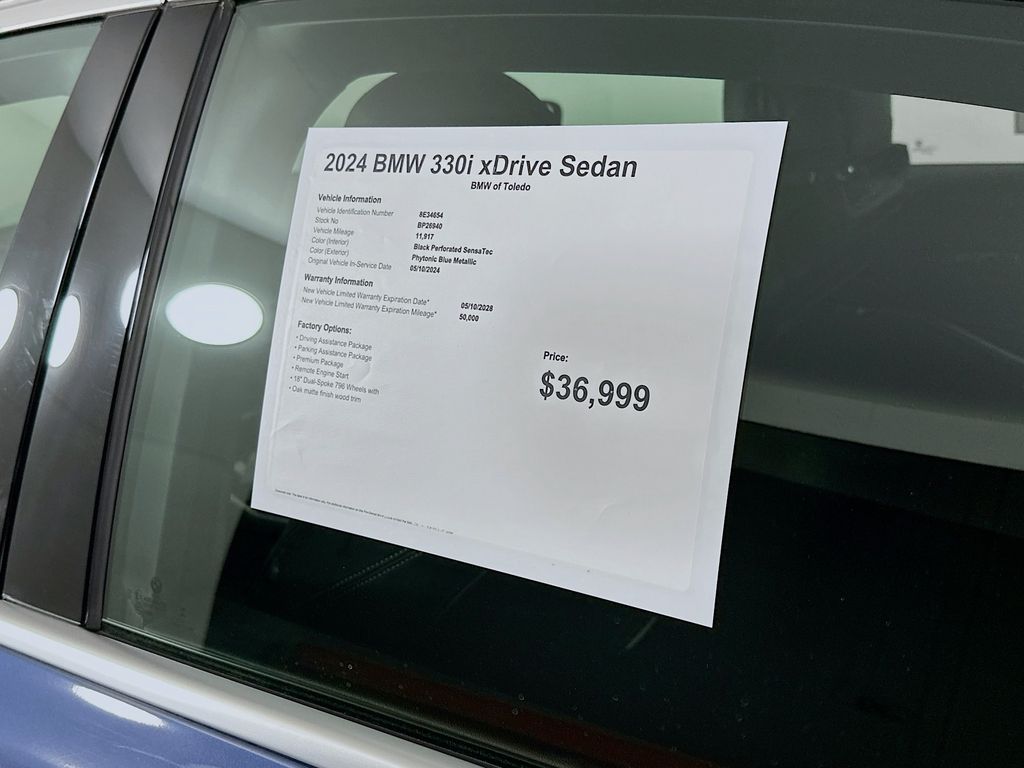 2024 BMW 330i xDrive Sedan
BMW of Toledo
Vehicle Information
Vehicle Identification Number 8E34654
Stock No BP26940
Vehicle Mileage 11,917
Color (Interior) Black Perforated SensaTec
Color (Exterior) Phytonic Blue Metallic
Original Vehicle In-Service Date 05/10/2024
Warranty Information
New Vehicle Limited Warranty Expiration Date* 05/10/2028
New Vehicle Limited Warranty Expiration Mileage* 50,000
Factory Options:
• Driving Assistance Package
• Parking Assistance Package
• Premium Package
• Remote Engine Start
• 18" Dual-Spoke 796 Wheels with
• Oak matte finish wood trim
Price:
$36,999